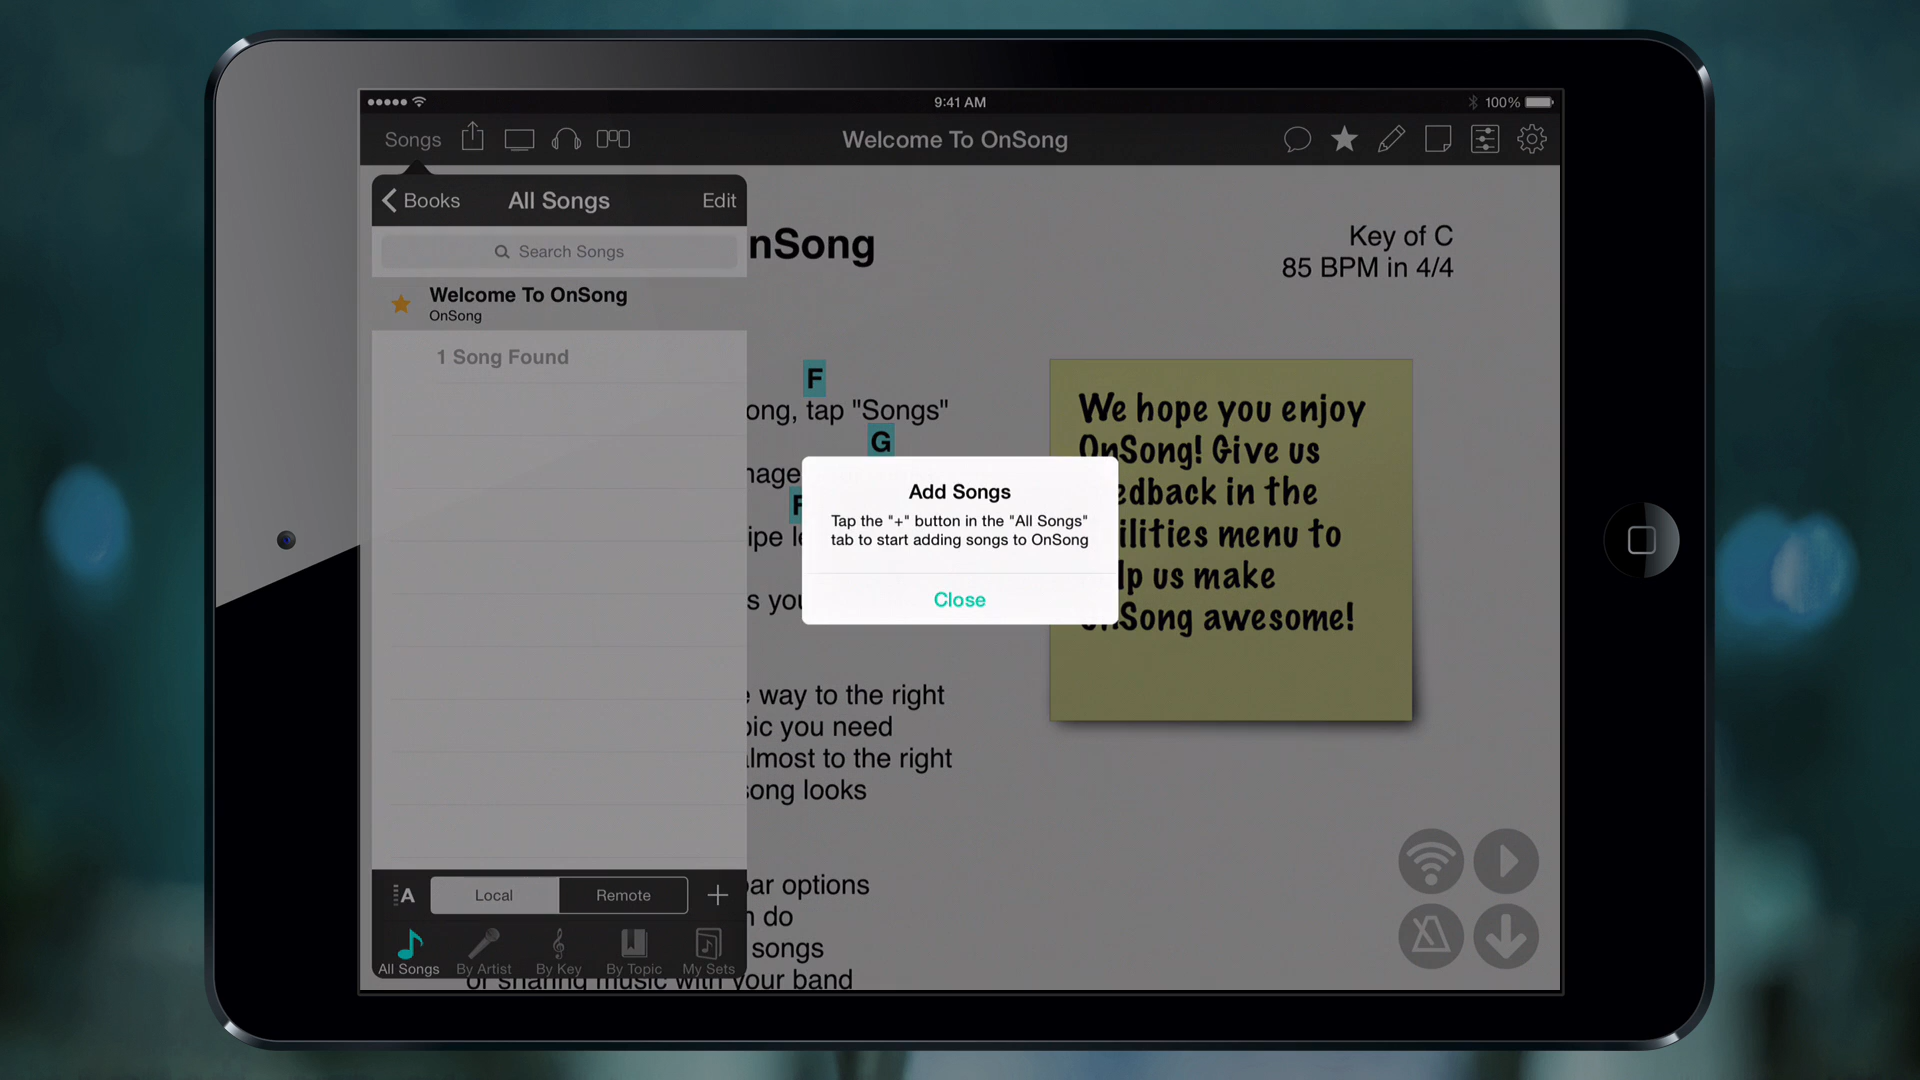 9:41 AM
100%
Songs
Welcome To OnSong
Books
All Songs
Edit
Search Songs
Welcome To OnSong
OnSong
1 Song Found
nSong
Key of C
85 BPM in 4/4
F
ong, tap "Songs"
G
We hope you enjoy
OnSong! Give us
edback in the
ilities menu to
lp us make
OnSong awesome!
Add Songs
Tap the "+" button in the "All Songs"
tab to start adding songs to OnSong
Close
way to the right
pic you need
lmost to the right
song looks
ar options
n do
songs
or sharing music with your band
A
Local
Remote
All Songs
By Artist
By Key
By Topic
My Sets